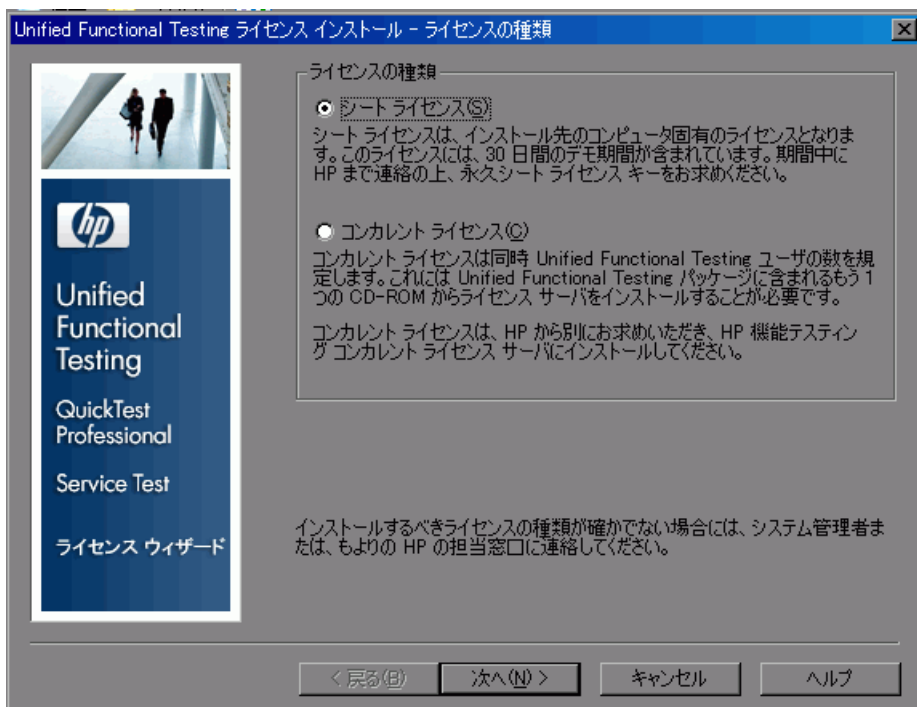 Unified Functional Testing ライセンス インストール - ライセンスの種類
hp
Unified
Functional
Testing
QuickTest
Professional
Service Test
ライセンス ウィザード
ライセンスの種類
シート ライセンス(S)
シート ライセンスは、インストール先のコンピュータ固有のライセンスとなりま
す。このライセンスには、30 日間のデモ期間が含まれています。期間中に
HP まで連絡の上、永久シート ライセンス キーをお求めください。
コンカレント ライセンス(C)
コンカレント ライセンスは同時 Unified Functional Testing ユーザの数を規
定します。これには Unified Functional Testing パッケージに含まれるもう 1
つの CD-ROM からライセンス サーバをインストールすることが必要です。
コンカレント ライセンスは、HP から別にお求めいただき、HP 機能テスティン
グ コンカレント ライセンス サーバにインストールしてください。
インストールするべきライセンスの種類が確かでない場合には、システム管理者ま
たは、もよりの HP の担当窓口に連絡してください。
< 戻る(B)
次へ(N) >
キャンセル
ヘルプ